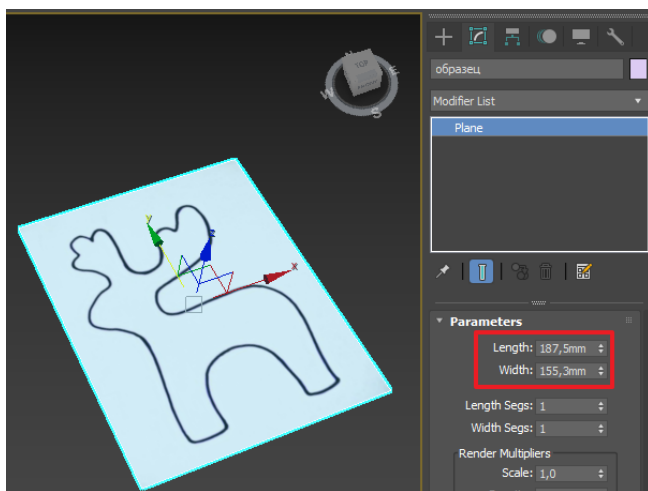 TOP
W
E
S
образец
Modifier List
Plane
y
z
x
Parameters
Length: 187,5mm
Width: 155,3mm
Length Segs: 1
Width Segs: 1
Render Multipliers
Scale: 1,0